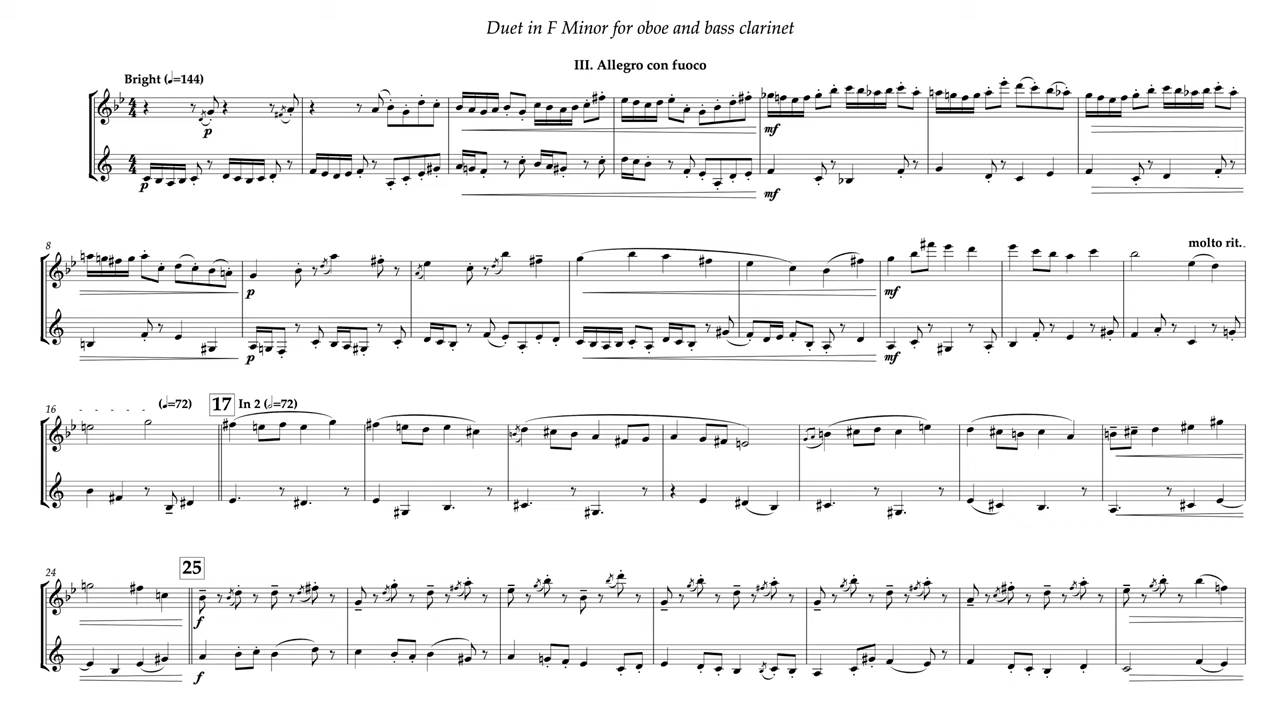 Duet in F Minor for oboe and bass clarinet
III. Allegro con fuoco
Bright (♩=144)
p
p
mf
mf
8
molto rit.
p
mf
p
mf
16
(♩=72)
17
In 2 (𝅗𝅥=72)
24
25
f
f